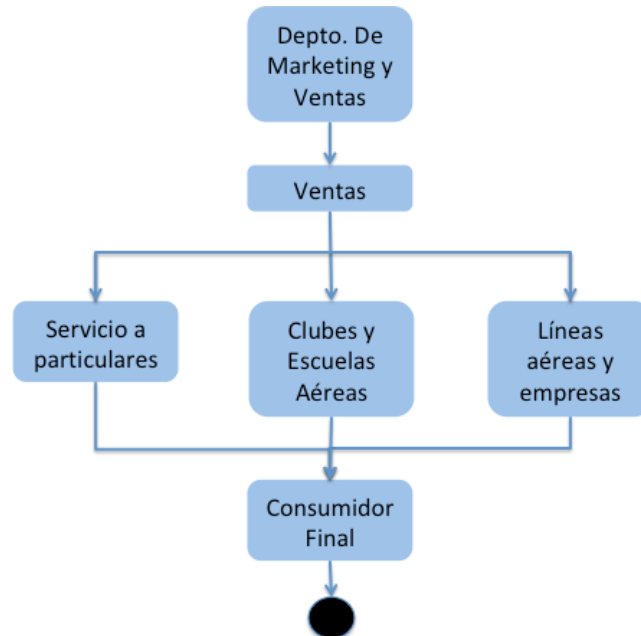 Depto. De
Marketing y
Ventas
Ventas
Servicio a
particulares
Clubes y
Escuelas
Aéreas
Líneas
aéreas y
empresas
Consumidor
Final